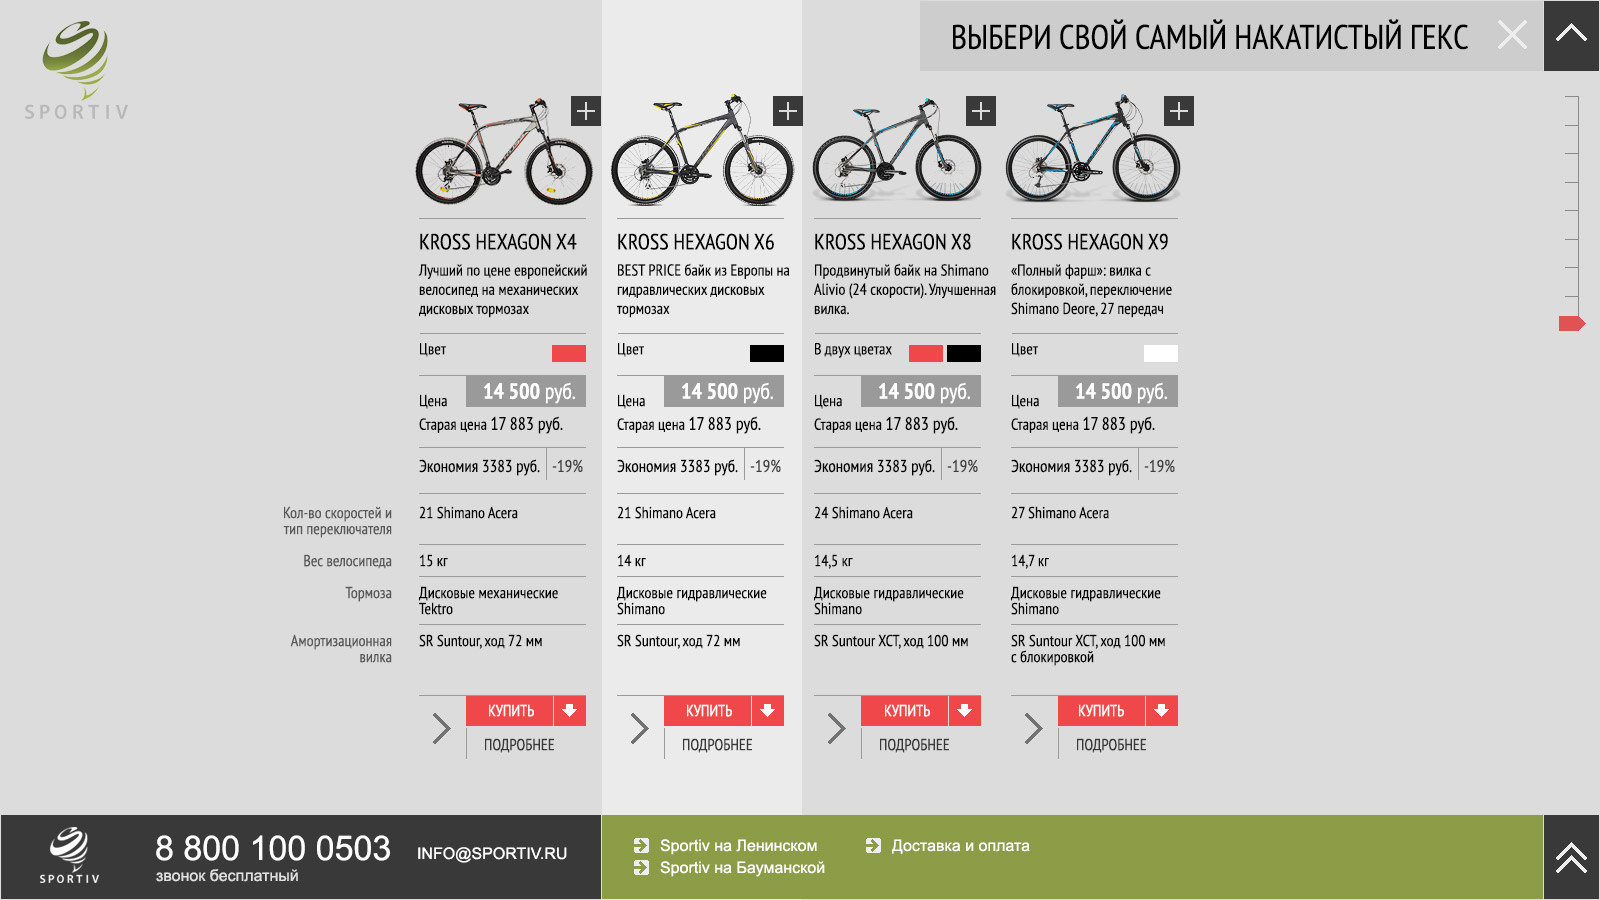 SPORTIV
ВЫБЕРИ СВОЙ САМЫЙ НАКАТИСТЫЙ ГЕКС
KROSS HEXAGON X4
Лучший по цене европейский
велосипед на механических
дисковых тормозах
Цвет
Цена 14 500 руб.
Старая цена 17 883 руб.
Экономия 3383 руб. -19%
KROSS HEXAGON X6
BEST PRICE байк из Европы на
гидравлических дисковых
тормозах
Цвет
Цена 14 500 руб.
Старая цена 17 883 руб.
Экономия 3383 руб. -19%
KROSS HEXAGON X8
Продвинутый байк на Shimano
Alivio (24 скорости). Улучшенная
вилка.
В двух цветах
Цена 14 500 руб.
Старая цена 17 883 руб.
Экономия 3383 руб. -19%
KROSS HEXAGON X9
«Полный фарш»: вилка с
блокировкой, переключение
Shimano Deore, 27 передач
Цвет
Цена 14 500 руб.
Старая цена 17 883 руб.
Экономия 3383 руб. -19%
Кол-во скоростей и
тип переключателя
21 Shimano Acera
21 Shimano Acera
24 Shimano Acera
27 Shimano Acera
Вес велосипеда
15 кг
14 кг
14,5 кг
14,7 кг
Тормоза
Дисковые механические
Tektro
Дисковые гидравлические
Shimano
Дисковые гидравлические
Shimano
Дисковые гидравлические
Shimano
Амортизационная
вилка
SR Suntour, ход 72 мм
SR Suntour, ход 72 мм
SR Suntour XCT, ход 100 мм
SR Suntour XCT, ход 100 мм
с блокировкой
КУПИТЬ
ПОДРОБНЕЕ
КУПИТЬ
ПОДРОБНЕЕ
КУПИТЬ
ПОДРОБНЕЕ
КУПИТЬ
ПОДРОБНЕЕ
SPORTIV
8 800 100 0503
звонок бесплатный
INFO@SPORTIV.RU
Sportiv на Ленинском
Sportiv на Бауманской
Доставка и оплата